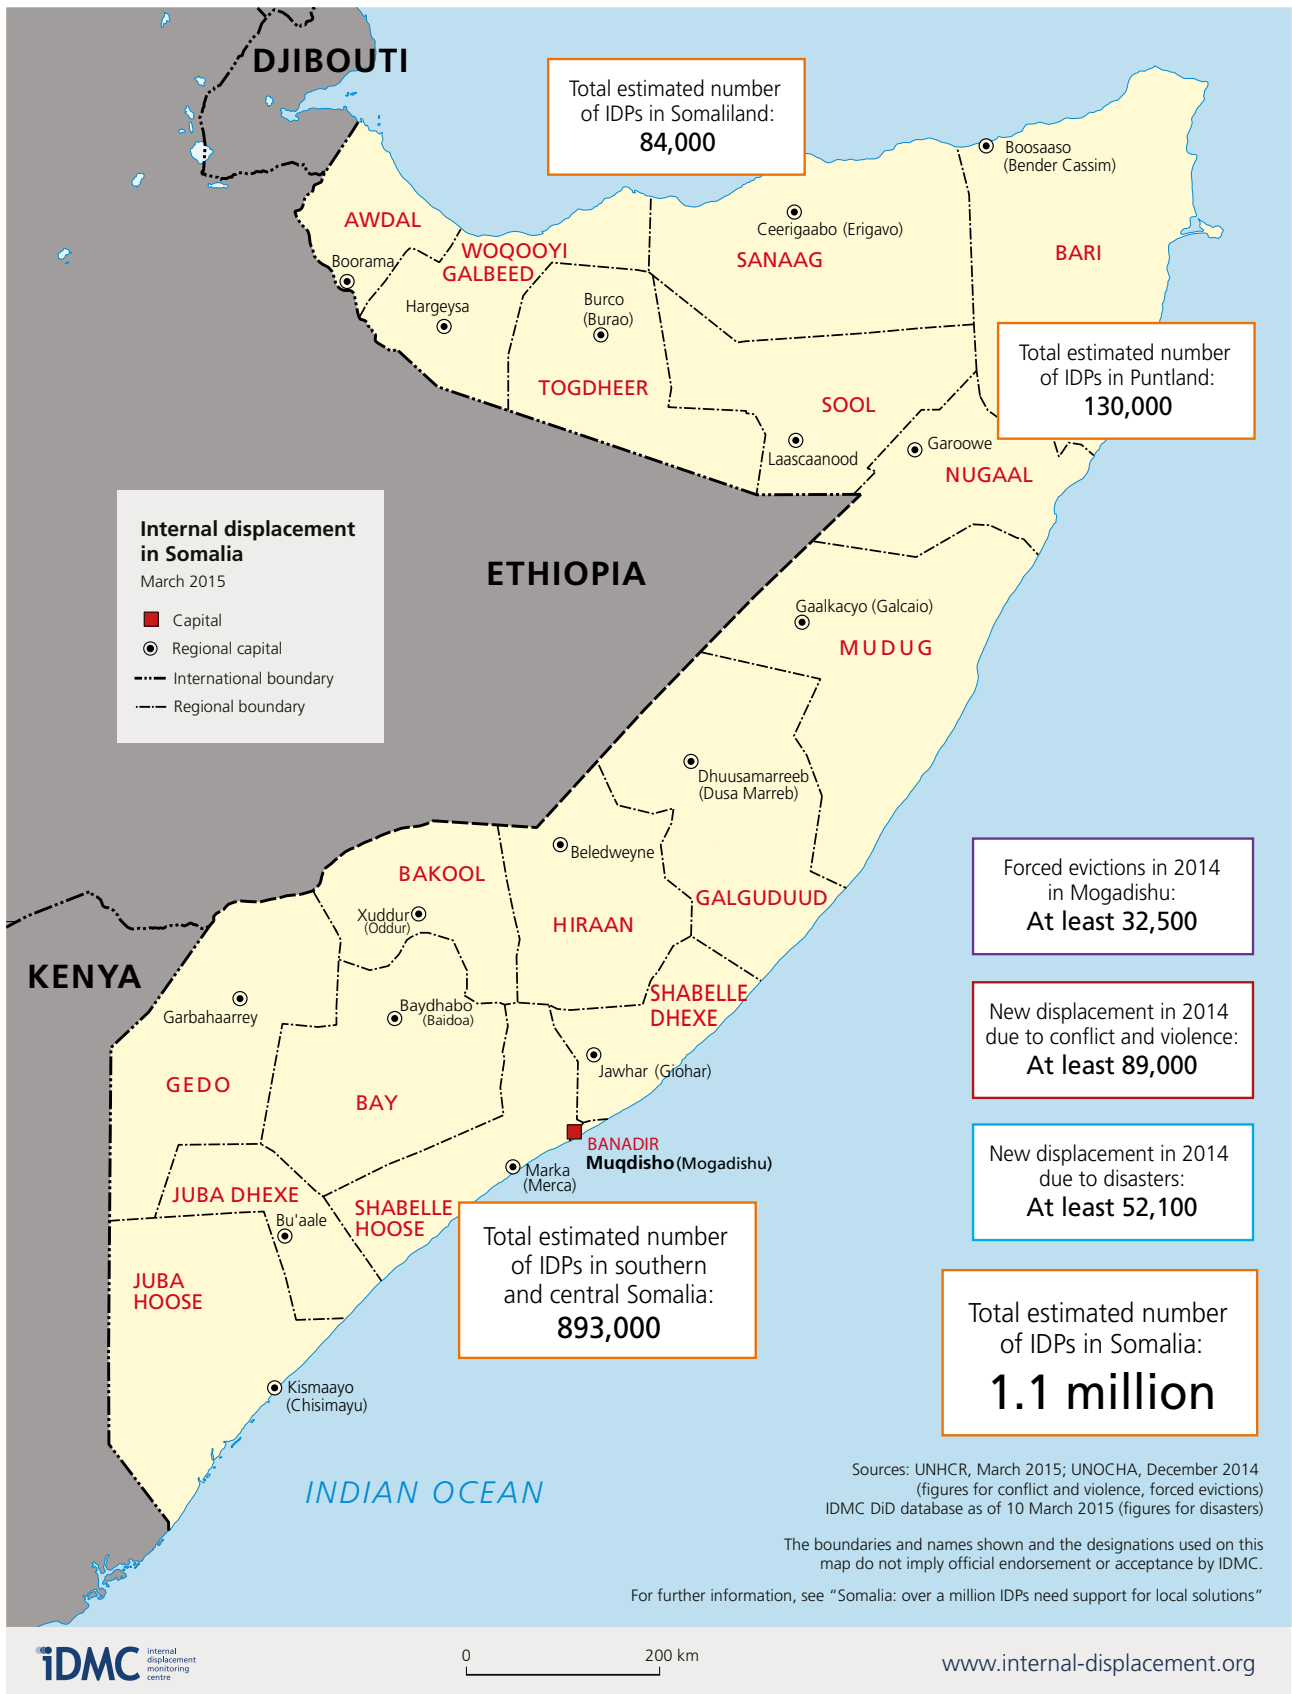 DJIBOUTI
Total estimated number
of IDPs in Somaliland:
84,000
Boosaaso
(Bender Cassim)
AWDAL
Ceerigaabo (Erigavo)
WOQOOYI
GALBEED
SANAAG
BARI
Boorama
Hargeysa
Burco
(Burao)
Total estimated number
of IDPs in Puntland:
130,000
TOGDHEER
SOOL
Garoowe
Laascaanood
NUGAAL
Internal displacement
in Somalia
March 2015
Capital
Regional capital
International boundary
Regional boundary
ETHIOPIA
Gaalkacyo (Galcaio)
MUDUG
Dhuusamarreeb
(Dusa Marreb)
Beledweyne
BAKOOL
GALGUDUUD
Xuddur
(Oddur)
HIRAAN
Forced evictions in 2014
in Mogadishu:
At least 32,500
KENYA
Garbahaarrey
Baydhabo
(Baidoa)
SHABELLE
DHEXE
New displacement in 2014
due to conflict and violence:
At least 89,000
Jawhar (Giohar)
GEDO
BAY
BANADIR
Muqdisho (Mogadishu)
Marka
(Merca)
New displacement in 2014
due to disasters:
At least 52,100
JUBA DHEXE
Bu'aale
SHABELLE
HOOSE
Total estimated number
of IDPs in southern
and central Somalia:
893,000
JUBA
HOOSE
Total estimated number
of IDPs in Somalia:
1.1 million
Kismaayo
(Chisimayu)
INDIAN OCEAN
Sources: UNHCR, March 2015; UNOCHA, December 2014
(figures for conflict and violence, forced evictions)
IDMC DiD database as of 10 March 2015 (figures for disasters)
The boundaries and names shown and the designations used on this
map do not imply official endorsement or acceptance by IDMC.
For further information, see “Somalia: over a million IDPs need support for local solutions”
iDMC
internal
displacement
monitoring
centre
0 200 km
www.internal-displacement.org